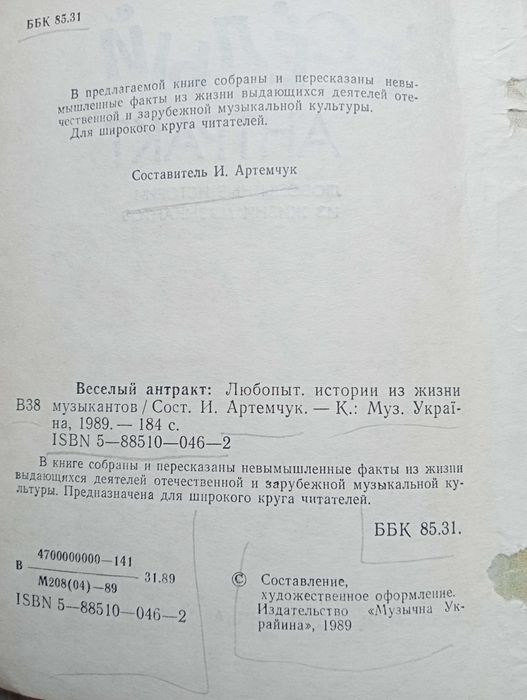 ББК 85.31
В предлагаемой книге собраны и пересказаны невы-
мышленные факты из жизни выдающихся деятелей оте-
чественной и зарубежной музыкальной культуры.
Для широкого круга читателей.
Составитель И. Артемчук
Веселый антракт: Любопыт. истории из жизни
В38 музыкантов / Сост. И. Артемчук. — К.: Муз. Украї-
на, 1989. — 184 с.
ISBN 5—88510—046—2
В книге собраны и пересказаны невымышленные факты из жизни
выдающихся деятелей отечественной и зарубежной музыкальной ку-
льтуры. Предназначена для широкого круга читателей.
ББК 85.31.
4700000000—141
В 31.89
М208(04)—89
ISBN 5—88510—046—2
© Составление,
художественное оформление.
Издательство «Музычна Ук-
райина», 1989